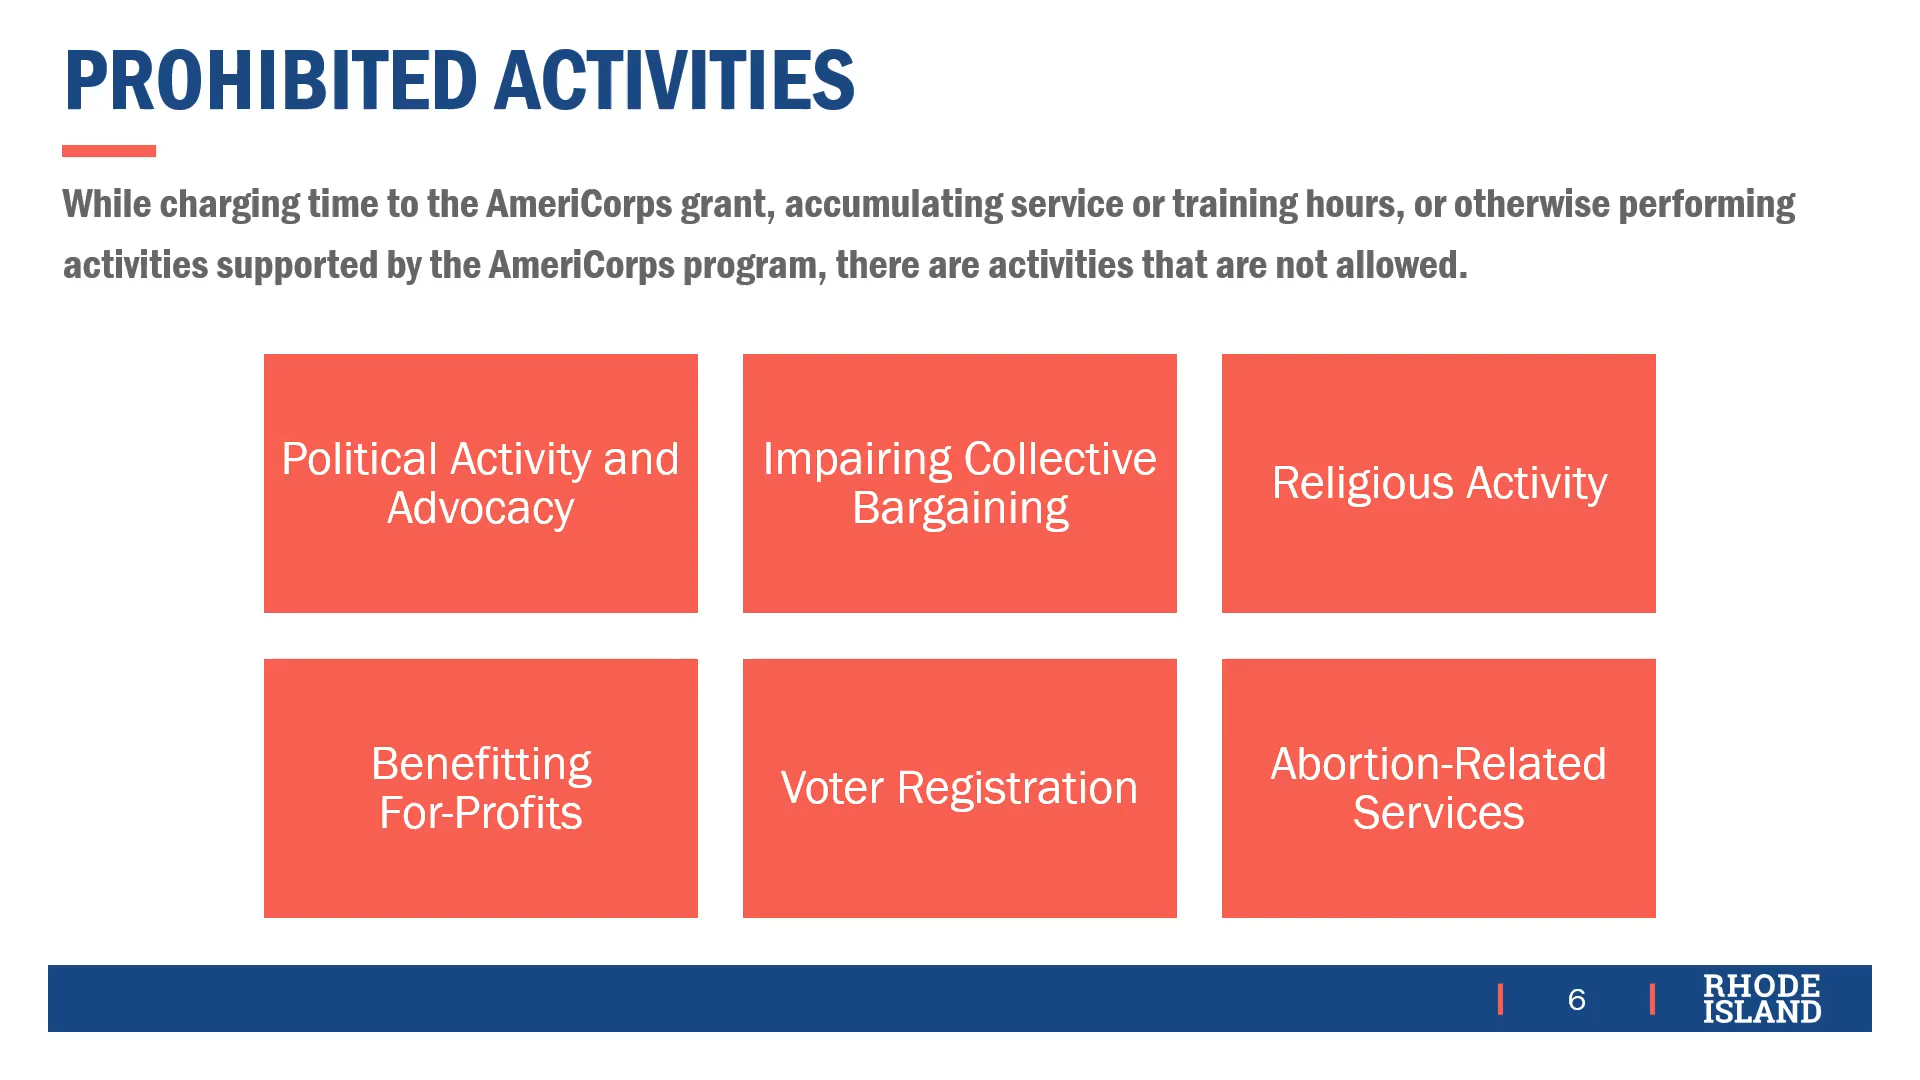 PROHIBITED ACTIVITIES
While charging time to the AmeriCorps grant, accumulating service or training hours, or otherwise performing
activities supported by the AmeriCorps program, there are activities that are not allowed.
Political Activity and
Advocacy
Impairing Collective
Bargaining
Religious Activity
Benefitting
For-Profits
Voter Registration
Abortion-Related
Services
6
RHODE
ISLAND